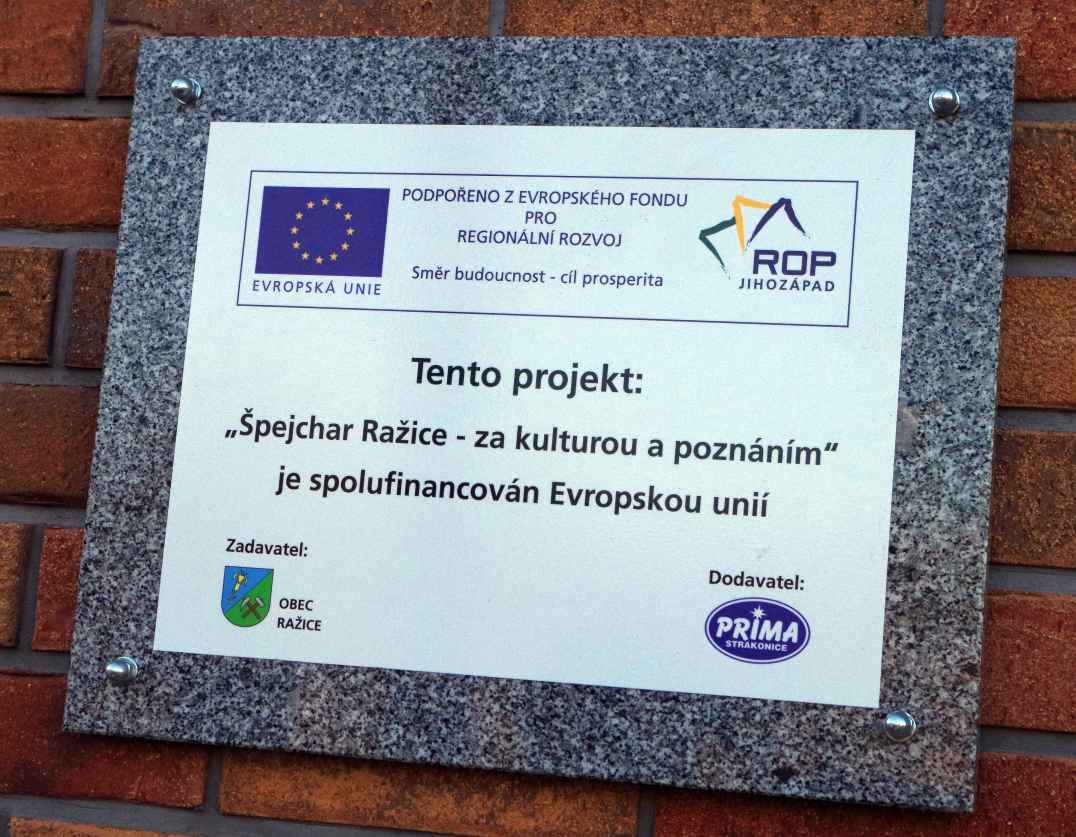 PODPOŘENO Z EVROPSKÉHO FONDU
PRO
REGIONÁLNÍ ROZVOJ
Směr budoucnost - cíl prosperita
EVROPSKÁ UNIE
ROP
JIHOZÁPAD
Tento projekt:
„Špejchar Ražice - za kulturou a poznáním“
je spolufinancován Evropskou unií
Zadavatel:
OBEC
RAŽICE
Dodavatel:
PRIMA
STRAKONICE